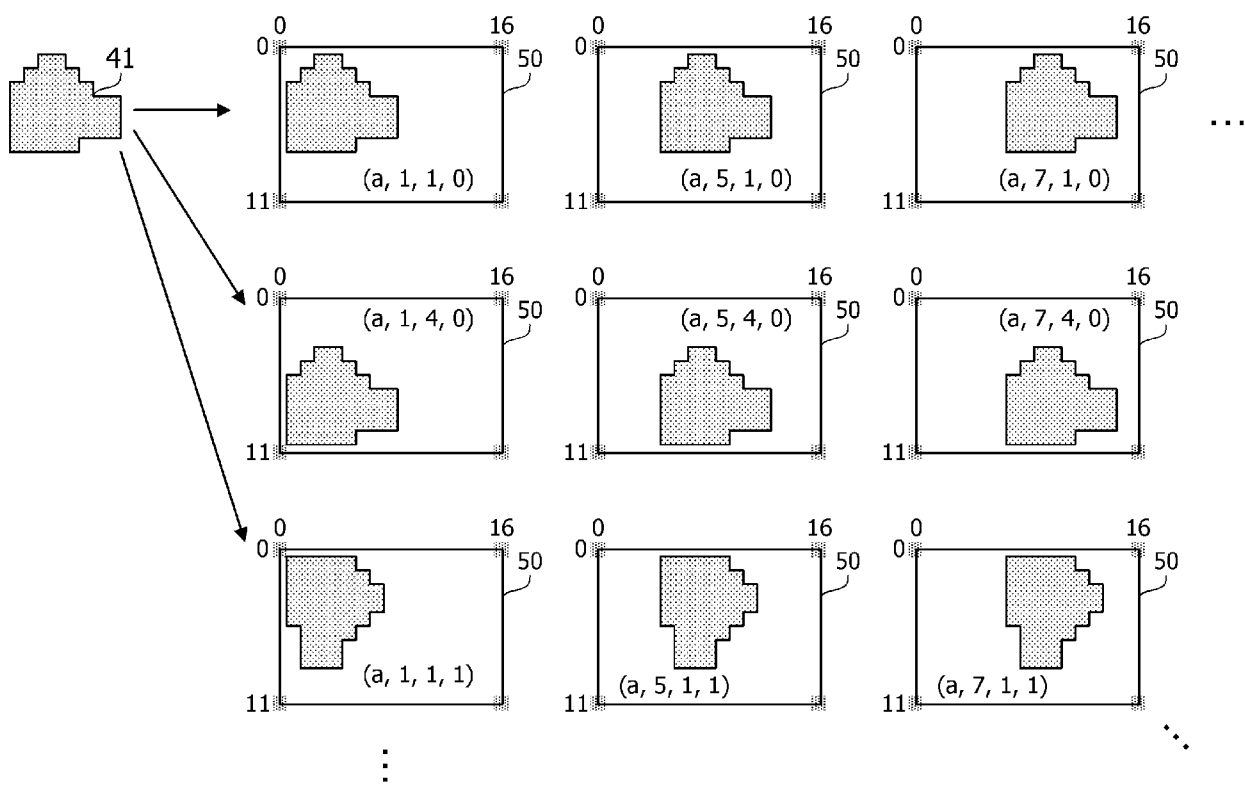 0 16 0 16 0 16
41 0 50 0 50 0 50
...
(a, 1, 1, 0) (a, 5, 1, 0) (a, 7, 1, 0)
11 11 11
0 16 0 16 0 16
0 (a, 1, 4, 0) 50 0 (a, 5, 4, 0) 50 0 (a, 7, 4, 0) 50
11 11 11
0 16 0 16 0 16
0 50 0 50 0 50
(a, 1, 1, 1) (a, 5, 1, 1) (a, 7, 1, 1)
11 11 11